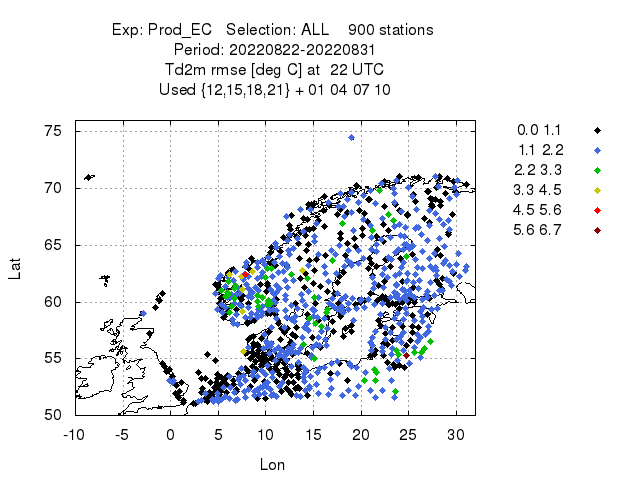 Exp: Prod_EC Selection: ALL 900 stations
Period: 20220822-20220831
Td2m rmse [deg C] at 22 UTC
Used {12,15,18,21} + 01 04 07 10
0.0 1.1
1.1 2.2
2.2 3.3
3.3 4.5
4.5 5.6
5.6 6.7
75
70
65
60
55
50
Lat
-10 -5 0 5 10 15 20 25 30
Lon